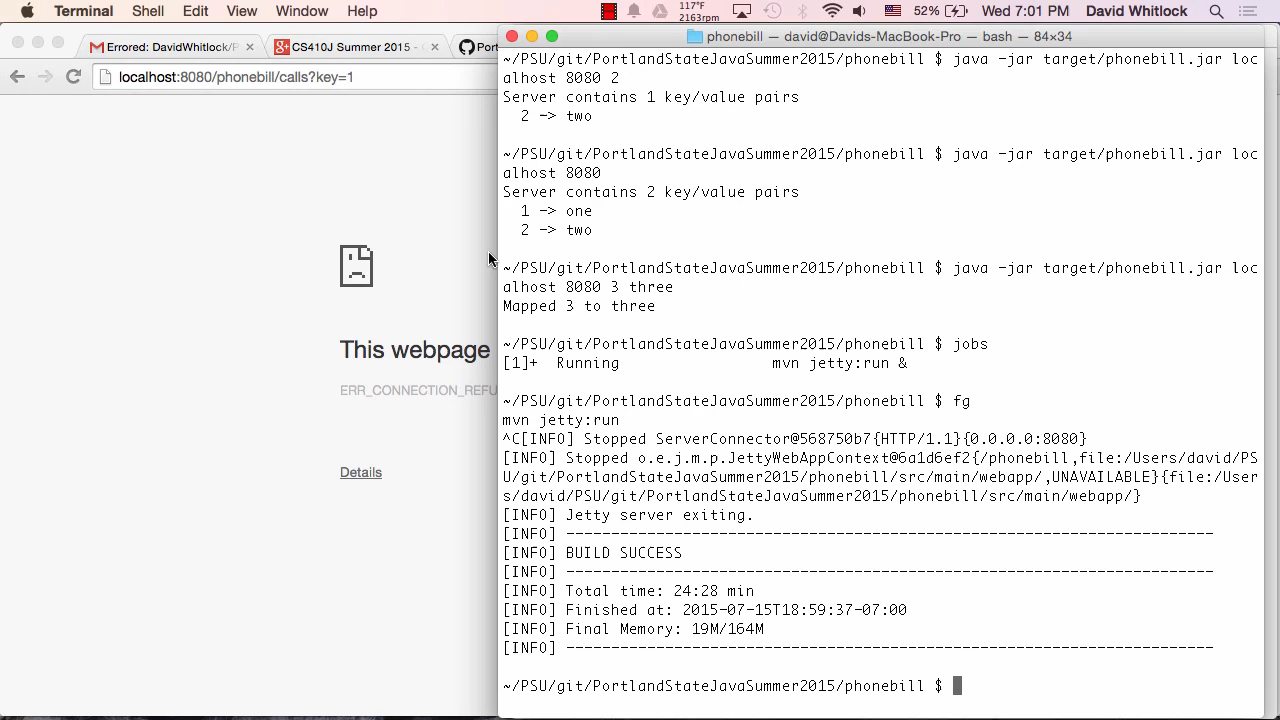 Terminal Shell Edit View Window Help 117°F 2163rpm 52% Wed 7:01 PM David Whitlock
Errored: DavidWhitlock/P
CS410J Summer 2015 -
Port
localhost:8080/phonebill/calls?key=1
This webpage
ERR_CONNECTION_REFU
Details
phonebill — david@Davids-MacBook-Pro — bash — 84×34
~/PSU/git/PortlandStateJavaSummer2015/phonebill $ java -jar target/phonebill.jar loc
alhost 8080 2
Server contains 1 key/value pairs
  2 -> two
~/PSU/git/PortlandStateJavaSummer2015/phonebill $ java -jar target/phonebill.jar loc
alhost 8080
Server contains 2 key/value pairs
  1 -> one
  2 -> two
~/PSU/git/PortlandStateJavaSummer2015/phonebill $ java -jar target/phonebill.jar loc
alhost 8080 3 three
Mapped 3 to three
~/PSU/git/PortlandStateJavaSummer2015/phonebill $ jobs
[1]+  Running                 mvn jetty:run &
~/PSU/git/PortlandStateJavaSummer2015/phonebill $ fg
mvn jetty:run
^C[INFO] Stopped ServerConnector@568750b7{HTTP/1.1}{0.0.0.0:8080}
[INFO] Stopped o.e.j.m.p.JettyWebAppContext@6a1d6ef2{/phonebill,file:/Users/david/PS
U/git/PortlandStateJavaSummer2015/phonebill/src/main/webapp/,UNAVAILABLE}{file:/User
s/david/PSU/git/PortlandStateJavaSummer2015/phonebill/src/main/webapp/}
[INFO] Jetty server exiting.
[INFO] ------------------------------------------------------------------------
[INFO] BUILD SUCCESS
[INFO] ------------------------------------------------------------------------
[INFO] Total time: 24:28 min
[INFO] Finished at: 2015-07-15T18:59:37-07:00
[INFO] Final Memory: 19M/164M
[INFO] ------------------------------------------------------------------------
~/PSU/git/PortlandStateJavaSummer2015/phonebill $